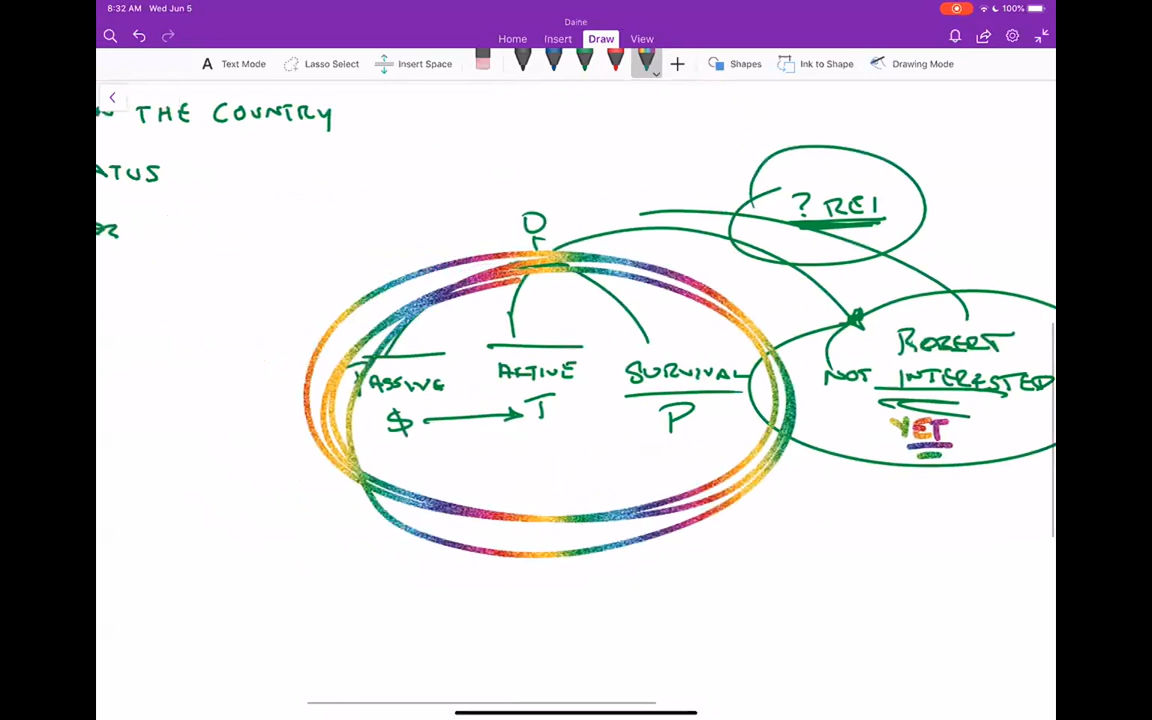 8:32 AM Wed Jun 5
100%
Daine
Home Insert Draw View
Text Mode Lasso Select Insert Space Shapes Ink to Shape Drawing Mode
THE COUNTRY
ATUS
? REI
D
ROBERT
NOT INTERESTED
YET
PASSIVE ACTIVE SURVIVAL
$ T P